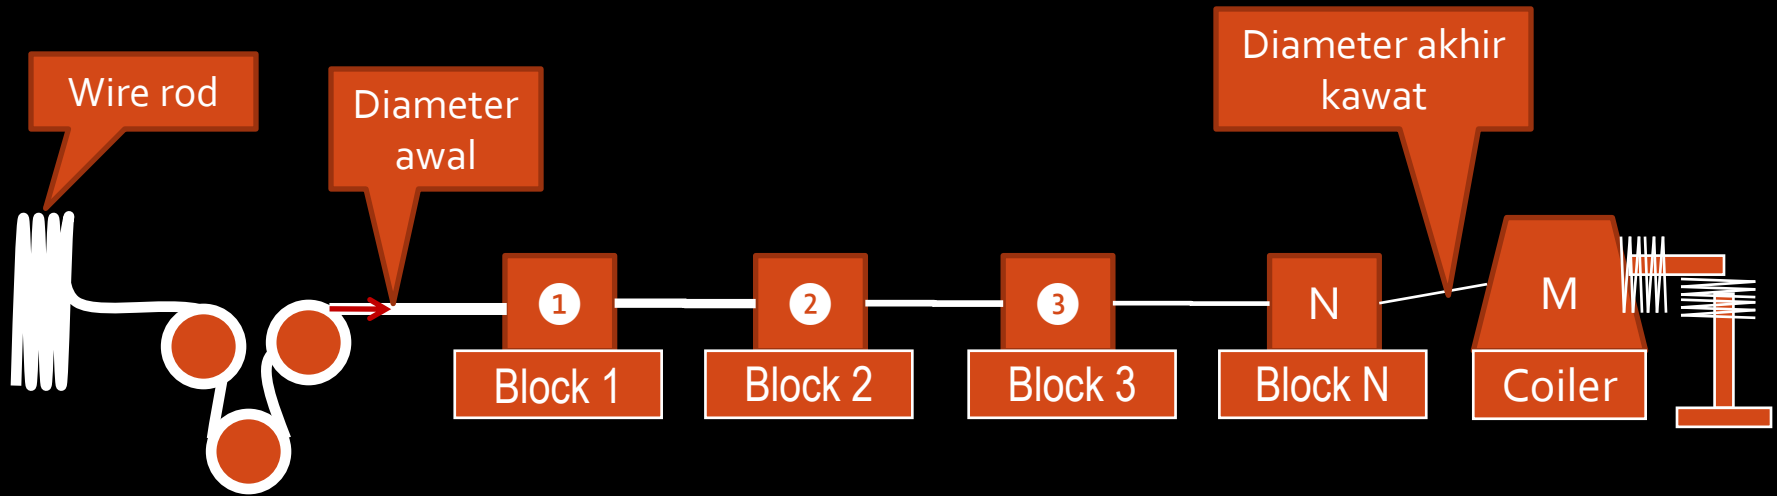 Wire rod
Diameter
awal
Diameter akhir
kawat
1
2
3
N
M
Block 1
Block 2
Block 3
Block N
Coiler